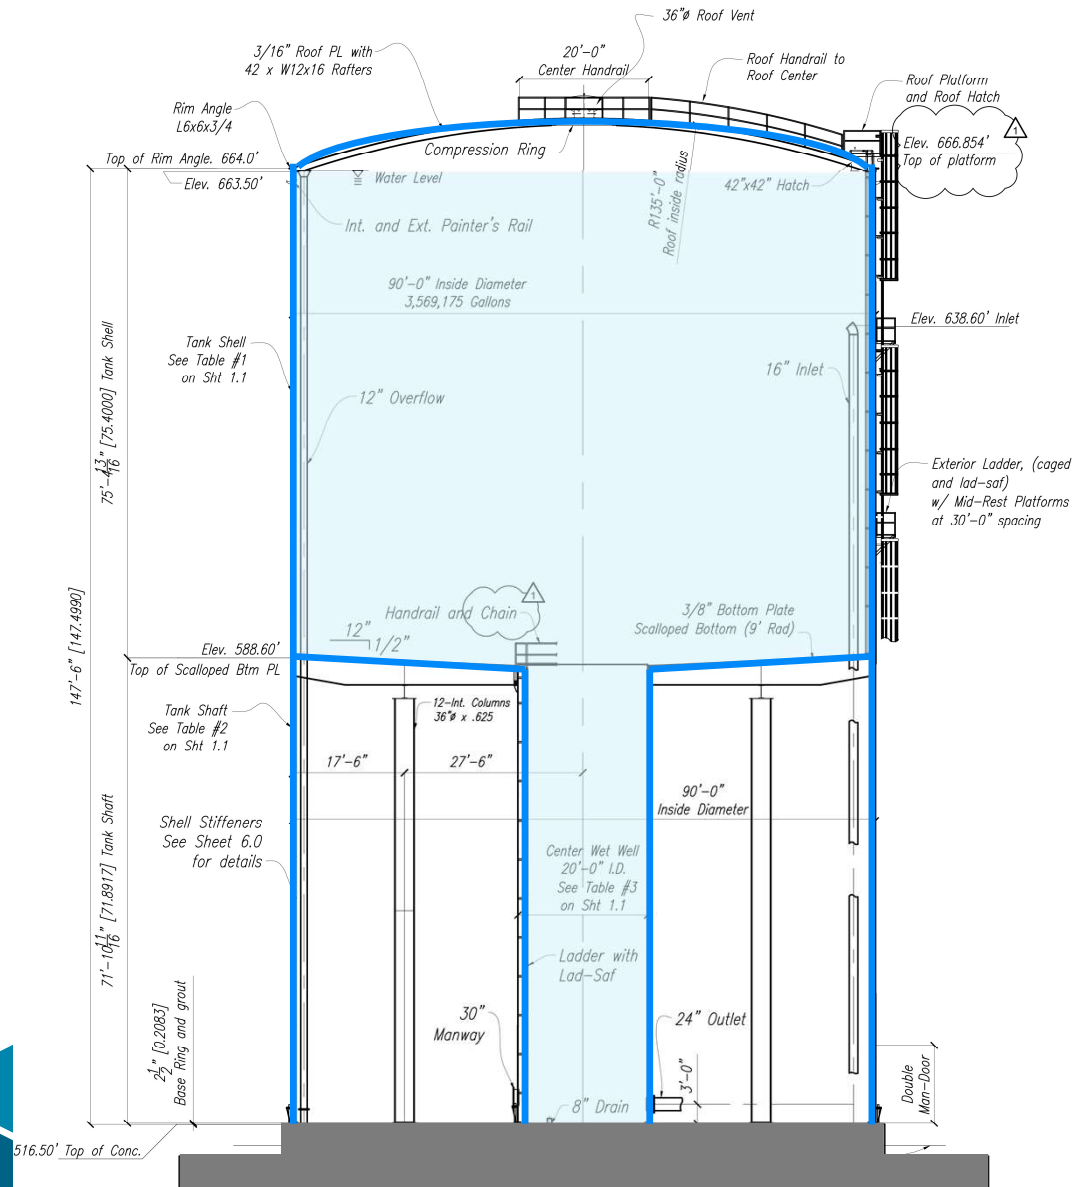 36"ø Roof Vent
3/16" Roof PL with
42 x W12x16 Rafters
20'-0"
Center Handrail
Roof Handrail to
Roof Center
Roof Platform
and Roof Hatch
Rim Angle
L6x6x3/4
1
Elev. 666.854'
Top of platform
Compression Ring
Top of Rim Angle. 664.0'
Elev. 663.50'
Water Level
42"x42" Hatch
R135'-0"
Roof inside radius
Int. and Ext. Painter's Rail
90'-0" Inside Diameter
3,569,175 Gallons
Elev. 638.60' Inlet
Tank Shell
See Table #1
on Sht 1.1
16" Inlet
12" Overflow
75'-4 13/16" [75.4000] Tank Shell
Exterior Ladder, (caged
and lad-saf)
w/ Mid-Rest Platforms
at 30'-0" spacing
147'-6" [147.4990]
1
Handrail and Chain
3/8" Bottom Plate
Scalloped Bottom (9' Rad)
12"
1/2"
Elev. 588.60'
Top of Scalloped Btm PL
12-Int. Columns
36"ø x .625
Tank Shaft
See Table #2
on Sht 1.1
17'-6"
27'-6"
90'-0"
Inside Diameter
Shell Stiffeners
See Sheet 6.0
for details
Center Wet Well
20'-0" I.D.
See Table #3
on Sht 1.1
71'-10 11/16" [71.8917] Tank Shaft
Ladder with
Lad-Saf
2 1/2" [0.2083]
Base Ring and grout
30"
Manway
24" Outlet
3'-0"
8" Drain
Double
Man-Door
516.50' Top of Conc.